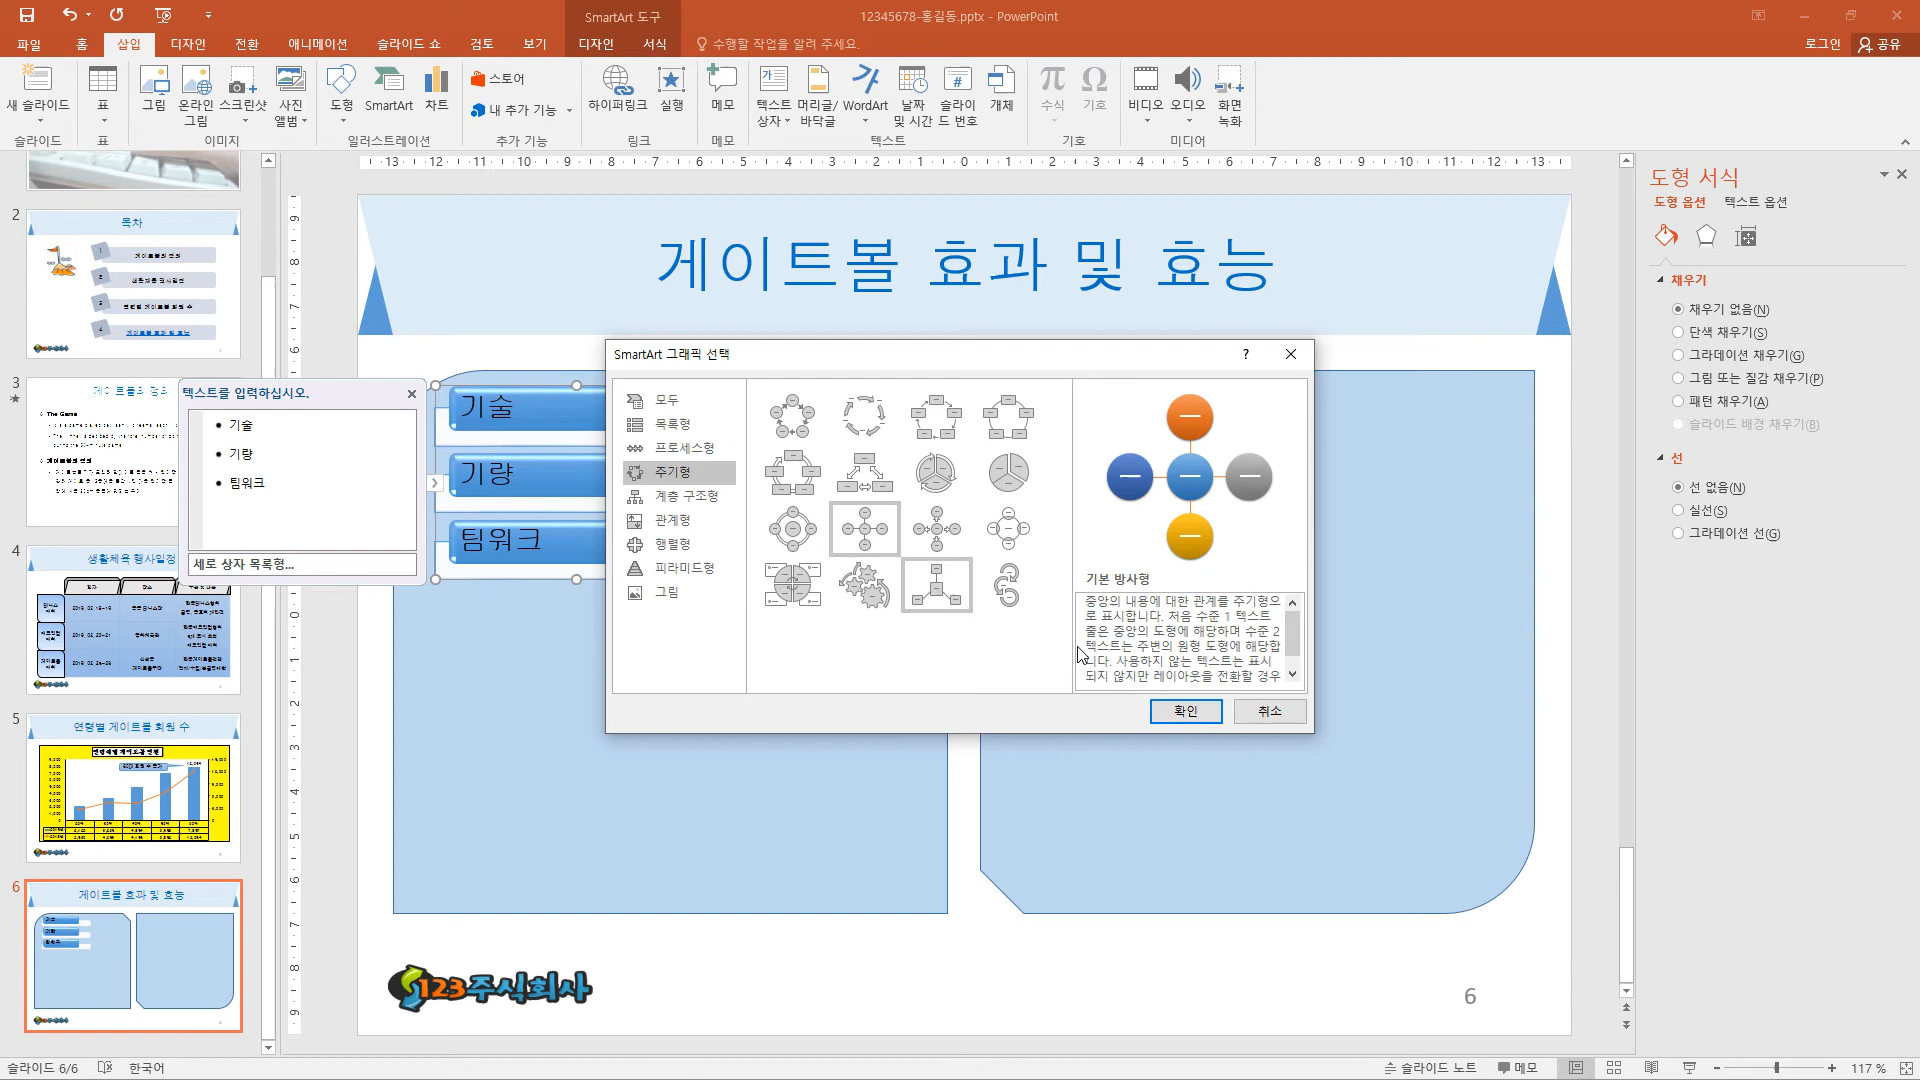 SmartArt 도구
12345678-홍길동.pptx - PowerPoint
파일 홈 삽입 디자인 전환 애니메이션 슬라이드 쇼 검토 보기 디자인 서식 수행할 작업을 알려 주세요. 로그인 공유
새 슬라이드
표
그림
온라인 그림
스크린샷
사진 앨범
도형
SmartArt
차트
스토어
내 추가 기능
하이퍼링크
실행
메모
텍스트 상자
머리글/바닥글
WordArt
날짜 및 시간
슬라이드 번호
개체
수식
기호
비디오
오디오
화면 녹화
슬라이드 표 이미지 일러스트레이션 추가 기능 링크 메모 텍스트 기호 미디어
2
목차
3
The Game
4
생활체육 행사일정
5
연령별 게이트볼 회원 수
6
게이트볼 효과 및 효능
텍스트를 입력하십시오.
기술
기량
팀워크
세로 상자 목록형...
게이트볼 효과 및 효능
기술
기량
팀워크
123주식회사
6
SmartArt 그래픽 선택
?
모두
목록형
프로세스형
주기형
계층 구조형
관계형
행렬형
피라미드형
그림
기본 방사형
중앙의 내용에 대한 관계를 주기형으
로 표시합니다. 처음 수준 1 텍스트
줄은 중앙의 도형에 해당하며 수준 2
텍스트는 주변의 원형 도형에 해당합
니다. 사용하지 않는 텍스트는 표시
되지 않지만 레이아웃을 전환할 경우
확인 취소
도형 서식
도형 옵션 텍스트 옵션
채우기
채우기 없음(N)
단색 채우기(S)
그라데이션 채우기(G)
그림 또는 질감 채우기(P)
패턴 채우기(A)
슬라이드 배경 채우기(B)
선
선 없음(N)
실선(S)
그라데이션 선(G)
슬라이드 6/6 한국어
슬라이드 노트 메모 117 %